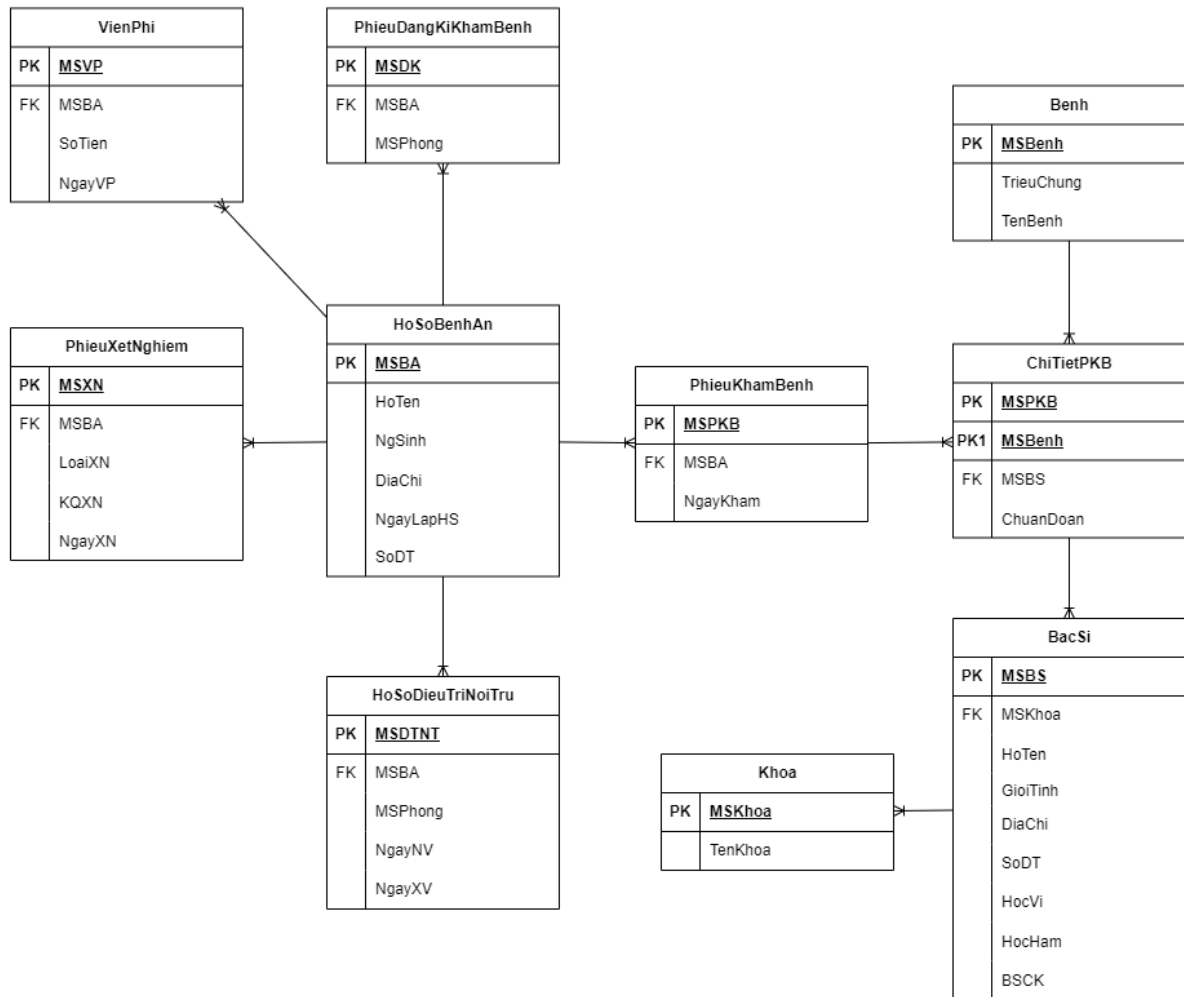 VienPhi
PK MSVP
FK MSBA
SoTien
NgayVP
PhieuDangKiKhamBenh
PK MSDK
FK MSBA
MSPhong
Benh
PK MSBenh
TrieuChung
TenBenh
PhieuXetNghiem
PK MSXN
FK MSBA
LoaiXN
KQXN
NgayXN
HoSoBenhAn
PK MSBA
HoTen
NgSinh
DiaChi
NgayLapHS
SoDT
PhieuKhamBenh
PK MSPKB
FK MSBA
NgayKham
ChiTietPKB
PK MSPKB
PK1 MSBenh
FK MSBS
ChuanDoan
HoSoDieuTriNoiTru
PK MSDTNT
FK MSBA
MSPhong
NgayNV
NgayXV
Khoa
PK MSKhoa
TenKhoa
BacSi
PK MSBS
FK MSKhoa
HoTen
GioiTinh
DiaChi
SoDT
HocVi
HocHam
BSCK